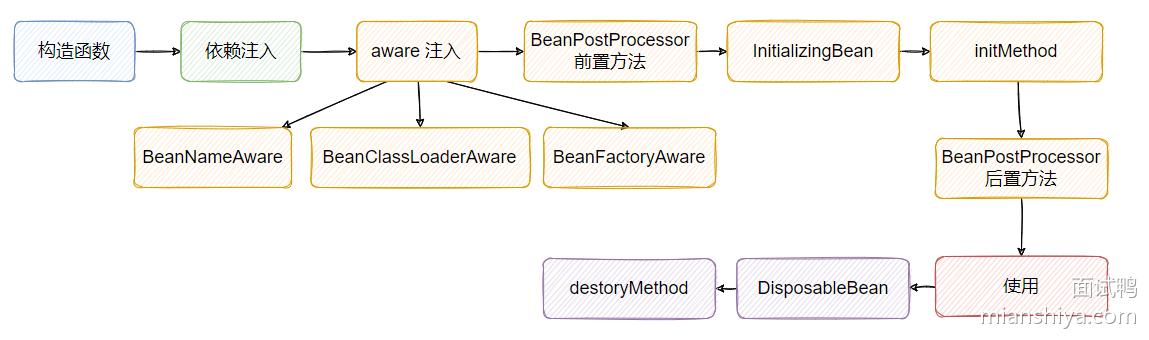 构造函数
依赖注入
aware 注入
BeanPostProcessor
前置方法
InitializingBean
initMethod
BeanNameAware
BeanClassLoaderAware
BeanFactoryAware
BeanPostProcessor
后置方法
destoryMethod
DisposableBean
使用
面试鸭
mianshiya.com